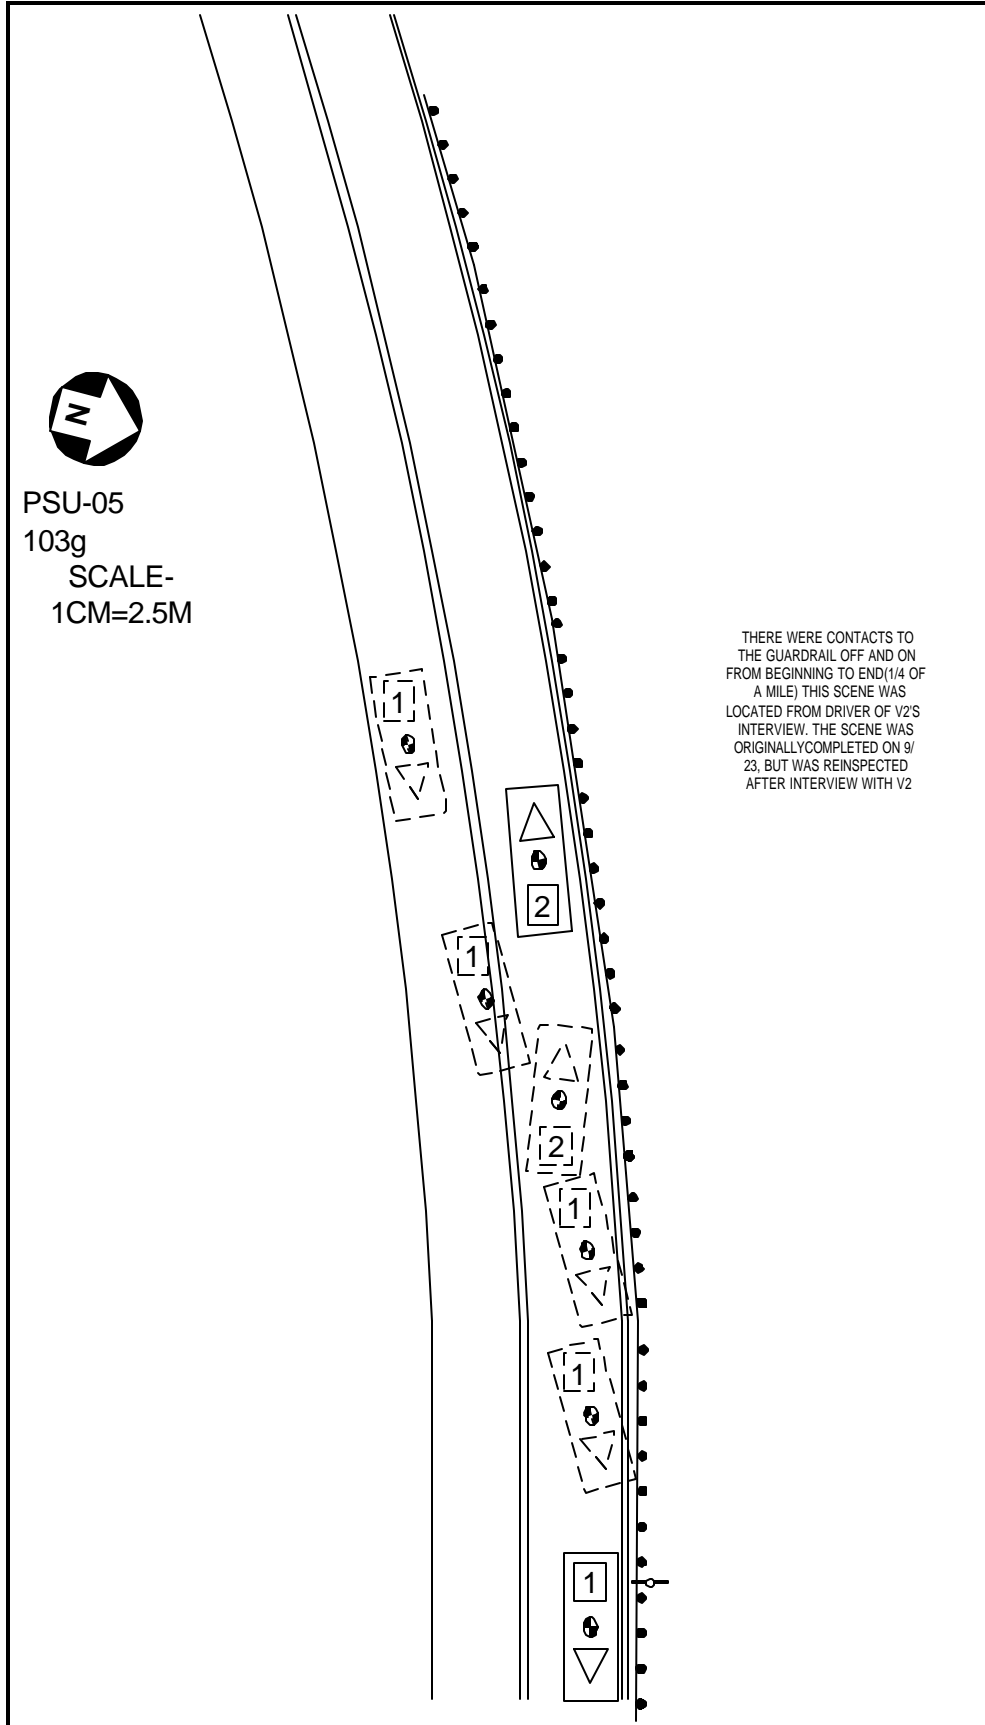 N
PSU-05
103g
SCALE-
1CM=2.5M
THERE WERE CONTACTS TO
THE GUARDRAIL OFF AND ON
FROM BEGINNING TO END(1/4 OF
A MILE) THIS SCENE WAS
LOCATED FROM DRIVER OF V2'S
INTERVIEW. THE SCENE WAS
ORIGINALLYCOMPLETED ON 9/
23, BUT WAS REINSPECTED
AFTER INTERVIEW WITH V2
1
2
1
2
1
1
1